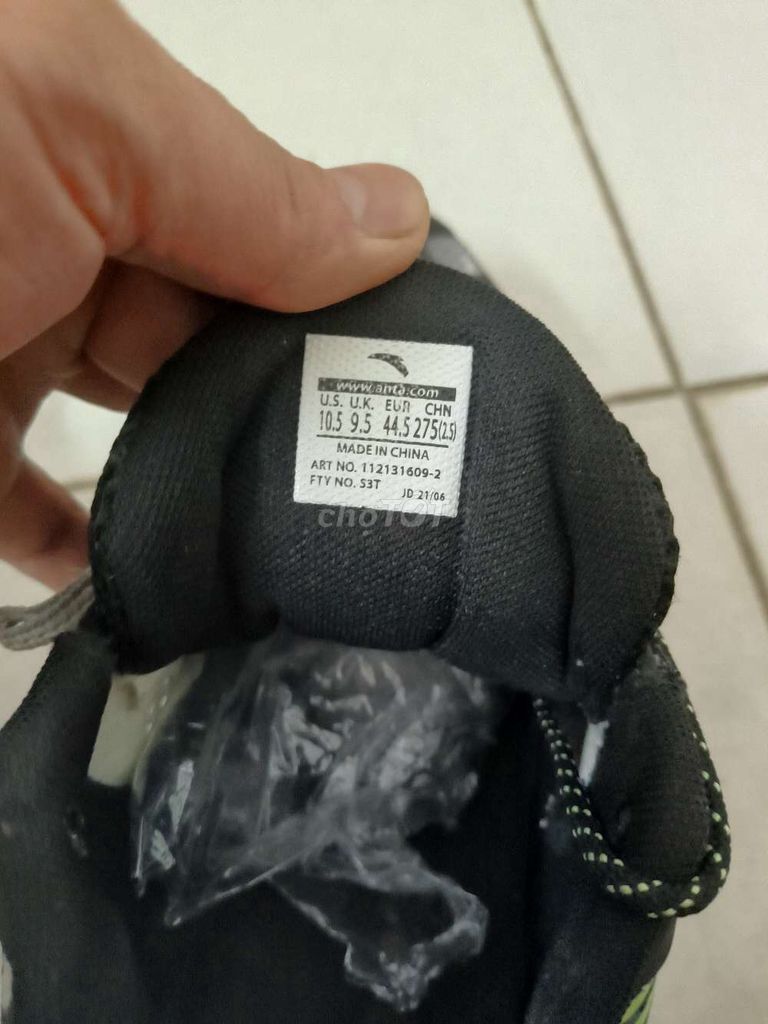 www.anta.com
U.S. U.K. EUR CHN
10.5 9.5 44.5 275(2.5)
MADE IN CHINA
ART NO. 112131609-2
FTY NO. 53T JD 21/06
chợTỐT